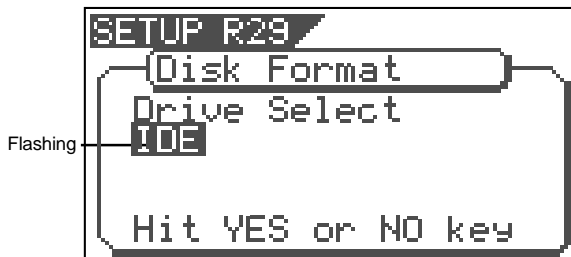 SETUP R29
Disk Format
Drive Select
Flashing
IDE
Hit YES or NO key